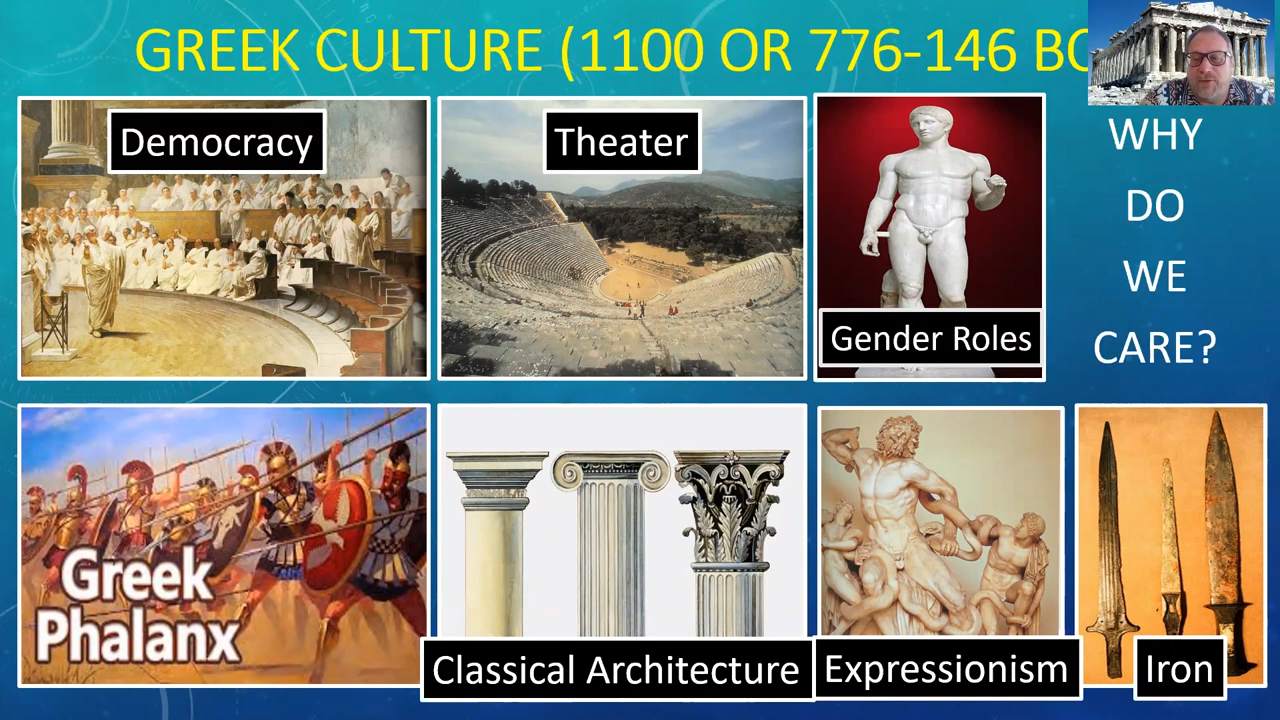 GREEK CULTURE (1100 OR 776-146 BC
Democracy
Theater
Gender Roles
WHY
DO
WE
CARE?
Greek
Phalanx
Classical Architecture
Expressionism
Iron